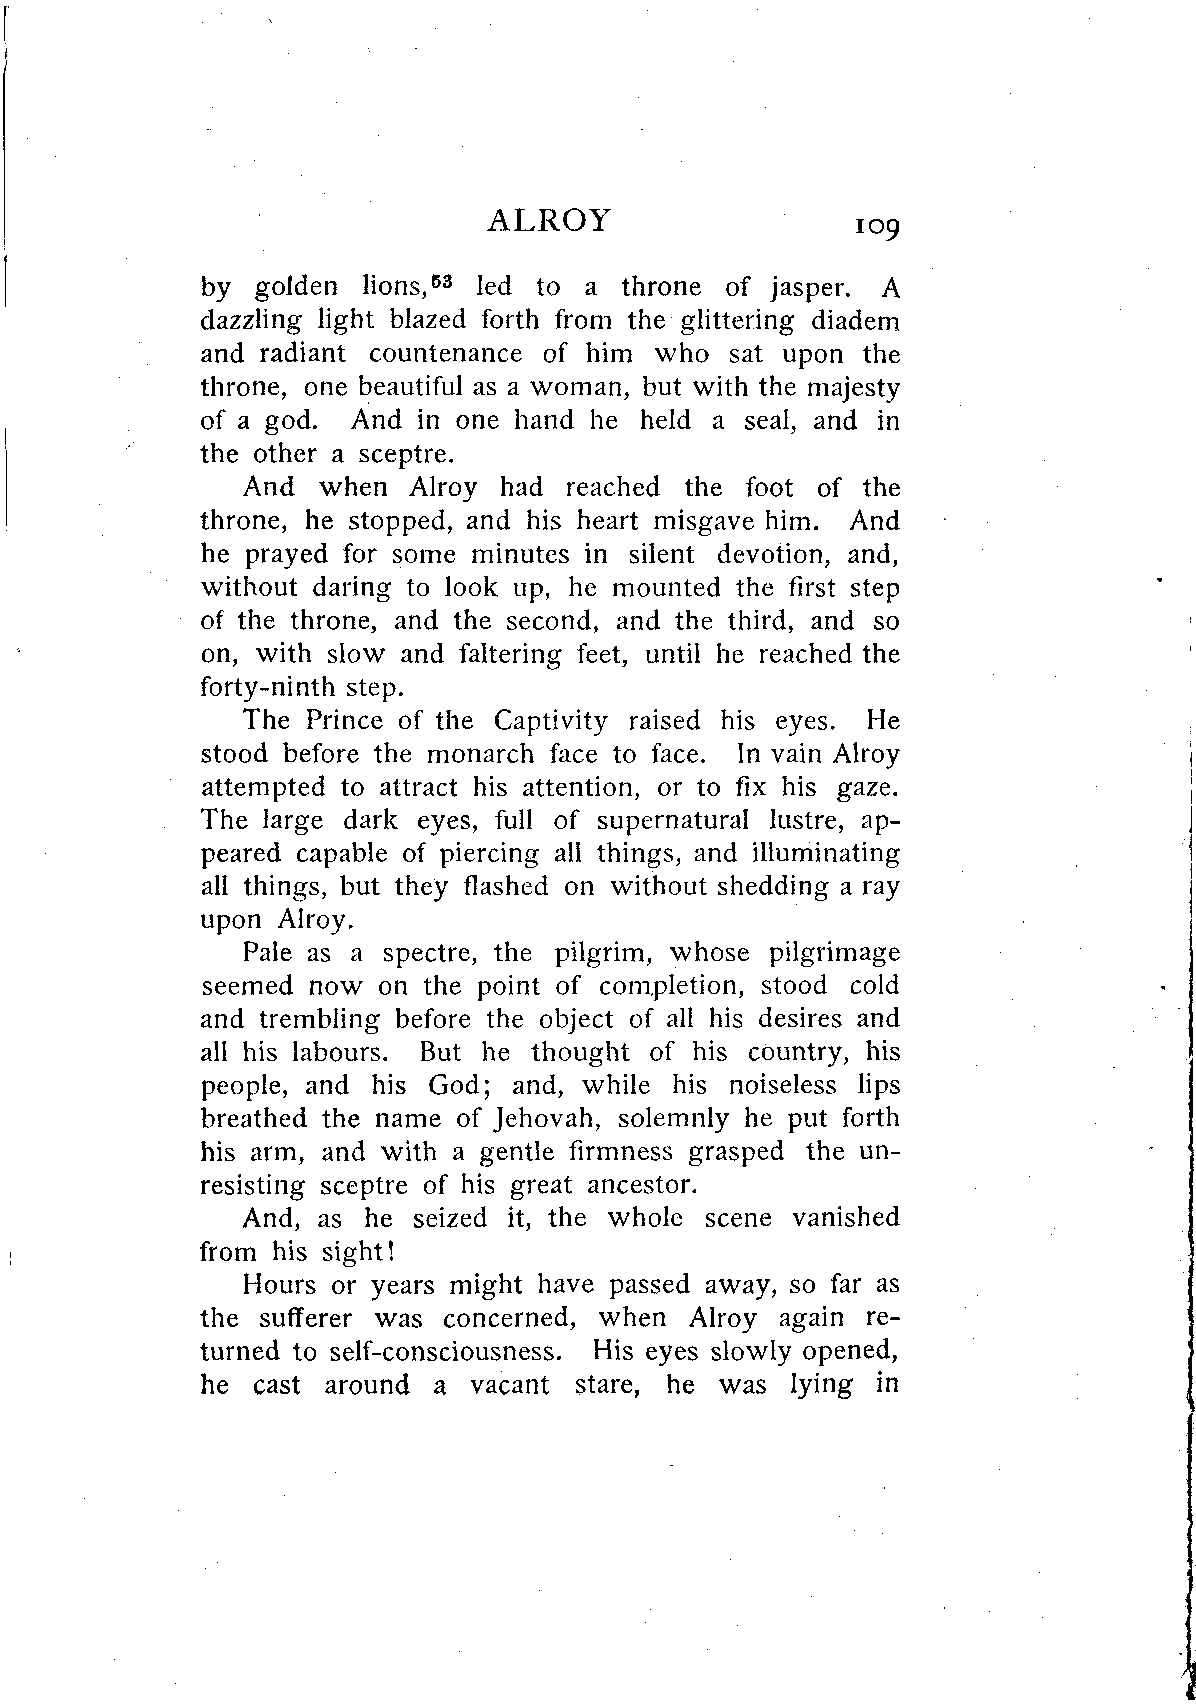 ALROY 109
by golden lions,⁵³ led to a throne of jasper. A
dazzling light blazed forth from the glittering diadem
and radiant countenance of him who sat upon the
throne, one beautiful as a woman, but with the majesty
of a god. And in one hand he held a seal, and in
the other a sceptre.
And when Alroy had reached the foot of the
throne, he stopped, and his heart misgave him. And
he prayed for some minutes in silent devotion, and,
without daring to look up, he mounted the first step
of the throne, and the second, and the third, and so
on, with slow and faltering feet, until he reached the
forty-ninth step.
The Prince of the Captivity raised his eyes. He
stood before the monarch face to face. In vain Alroy
attempted to attract his attention, or to fix his gaze.
The large dark eyes, full of supernatural lustre, ap-
peared capable of piercing all things, and illuminating
all things, but they flashed on without shedding a ray
upon Alroy.
Pale as a spectre, the pilgrim, whose pilgrimage
seemed now on the point of completion, stood cold
and trembling before the object of all his desires and
all his labours. But he thought of his country, his
people, and his God; and, while his noiseless lips
breathed the name of Jehovah, solemnly he put forth
his arm, and with a gentle firmness grasped the un-
resisting sceptre of his great ancestor.
And, as he seized it, the whole scene vanished
from his sight!
Hours or years might have passed away, so far as
the sufferer was concerned, when Alroy again re-
turned to self-consciousness. His eyes slowly opened,
he cast around a vacant stare, he was lying in